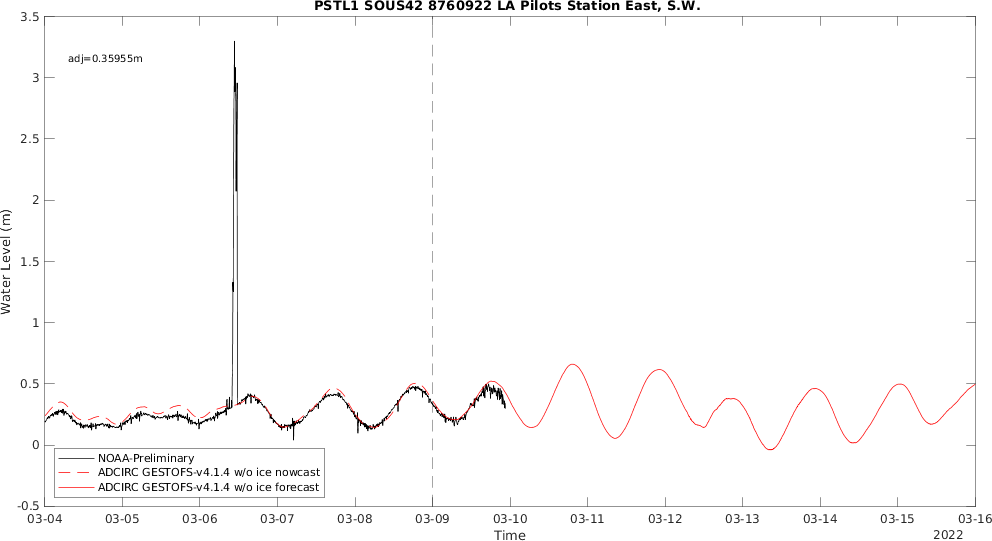 PSTL1 SOUS42 8760922 LA Pilots Station East, S.W.
3.5
adj=0.35955m
3
2.5
2
1.5
1
0.5
0
-0.5
Water Level (m)
NOAA-Preliminary
ADCIRC GESTOFS-v4.1.4 w/o ice nowcast
ADCIRC GESTOFS-v4.1.4 w/o ice forecast
03-04 03-05 03-06 03-07 03-08 03-09 03-10 03-11 03-12 03-13 03-14 03-15 03-16
Time
2022